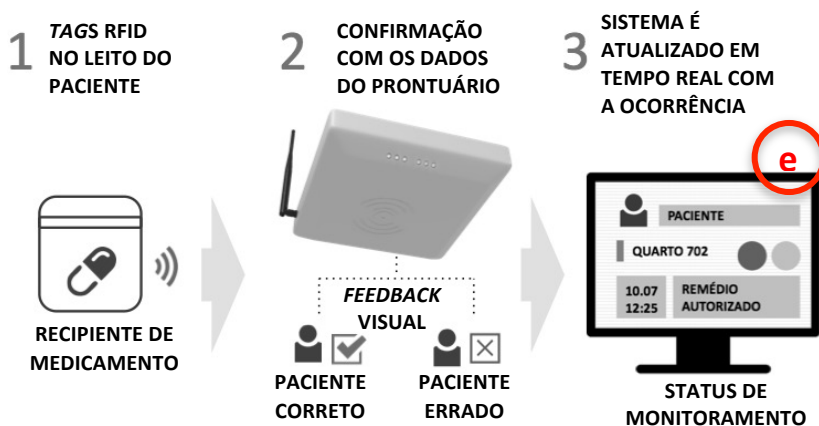 1
TAGS RFID
NO LEITO DO
PACIENTE
RECIPIENTE DE
MEDICAMENTO
2
CONFIRMAÇÃO
COM OS DADOS
DO PRONTUÁRIO
FEEDBACK
VISUAL
PACIENTE
CORRETO
PACIENTE
ERRADO
3
SISTEMA É
ATUALIZADO EM
TEMPO REAL COM
A OCORRÊNCIA
e
PACIENTE
QUARTO 702
10.07
12:25
REMÉDIO
AUTORIZADO
STATUS DE
MONITORAMENTO